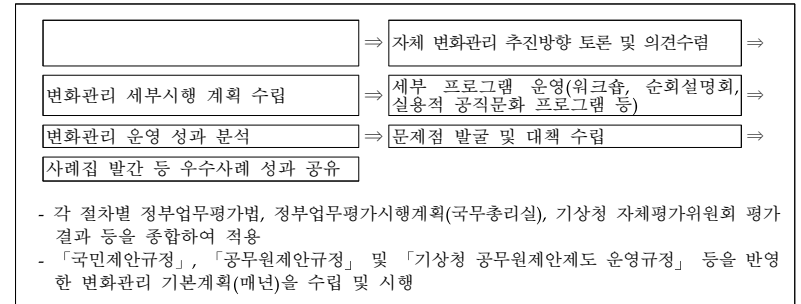 ⇒ 자체 변화관리 추진방향 토론 및 의견수렴 ⇒
변화관리 세부시행 계획 수립 ⇒ 세부 프로그램 운영(워크숍, 순회설명회, 실용적 공직문화 프로그램 등) ⇒
변화관리 운영 성과 분석 ⇒ 문제점 발굴 및 대책 수립 ⇒
사례집 발간 등 우수사례 성과 공유
- 각 절차별 정부업무평가법, 정부업무평가시행계획(국무총리실), 기상청 자체평가위원회 평가
결과 등을 종합하여 적용
- 「국민제안규정」, 「공무원제안규정」 및 「기상청 공무원제안제도 운영규정」 등을 반영
한 변화관리 기본계획(매년)을 수립 및 시행